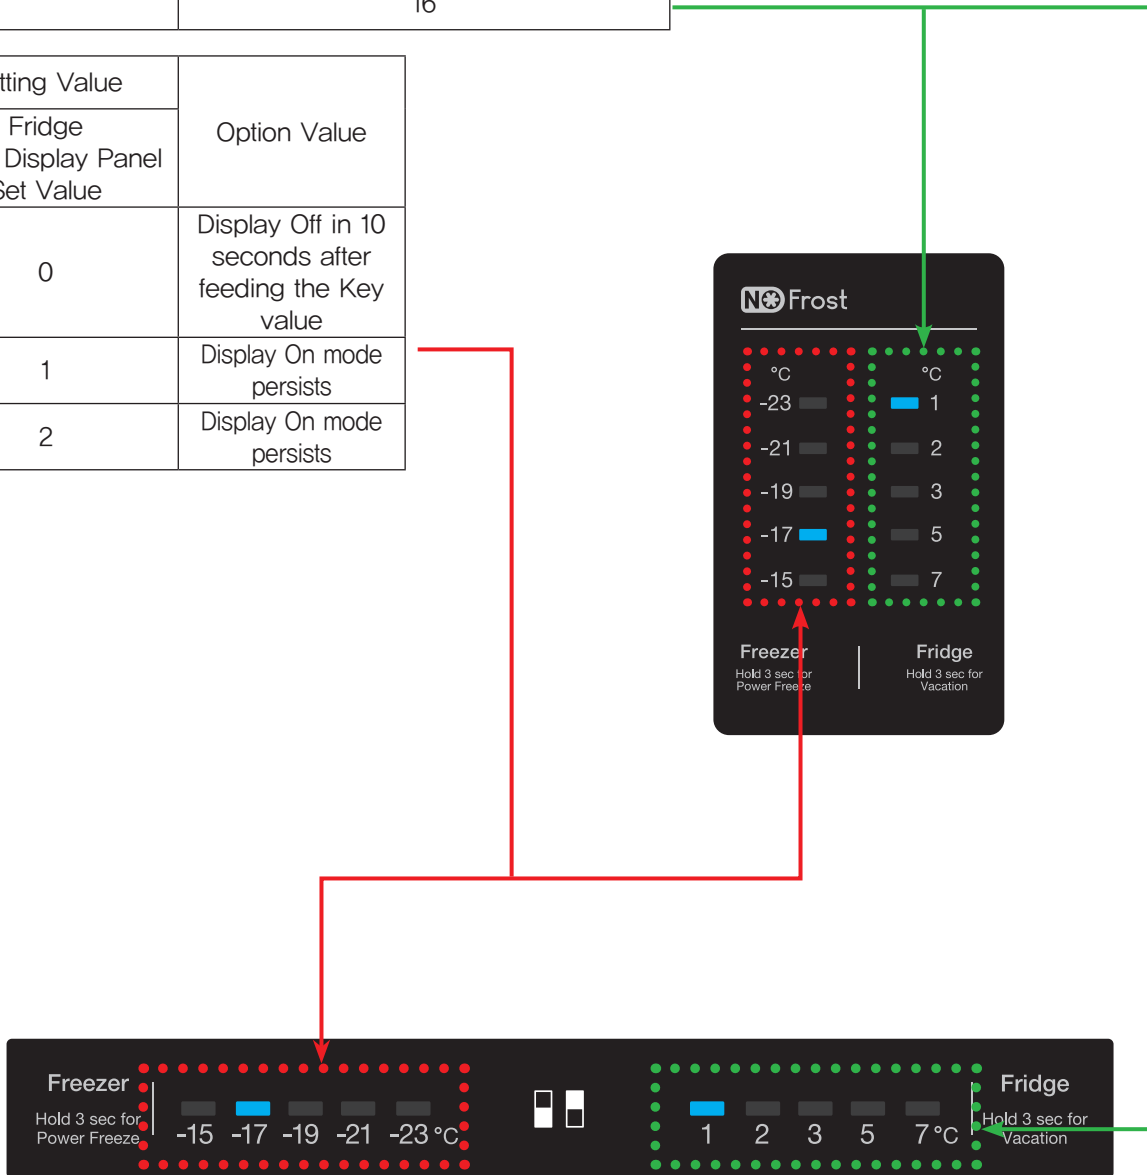 16
Setting Value
Fridge
Display Panel
Set Value
Option Value
0
Display Off in 10
seconds after
feeding the Key
value
1
Display On mode
persists
2
Display On mode
persists
NO Frost
°C °C
-23 1
-21 2
-19 3
-17 5
-15 7
Freezer
Hold 3 sec for
Power Freeze
Fridge
Hold 3 sec for
Vacation
Freezer
Hold 3 sec for
Power Freeze
-15 -17 -19 -21 -23 °C
1 2 3 5 7 °C
Fridge
Hold 3 sec for
Vacation